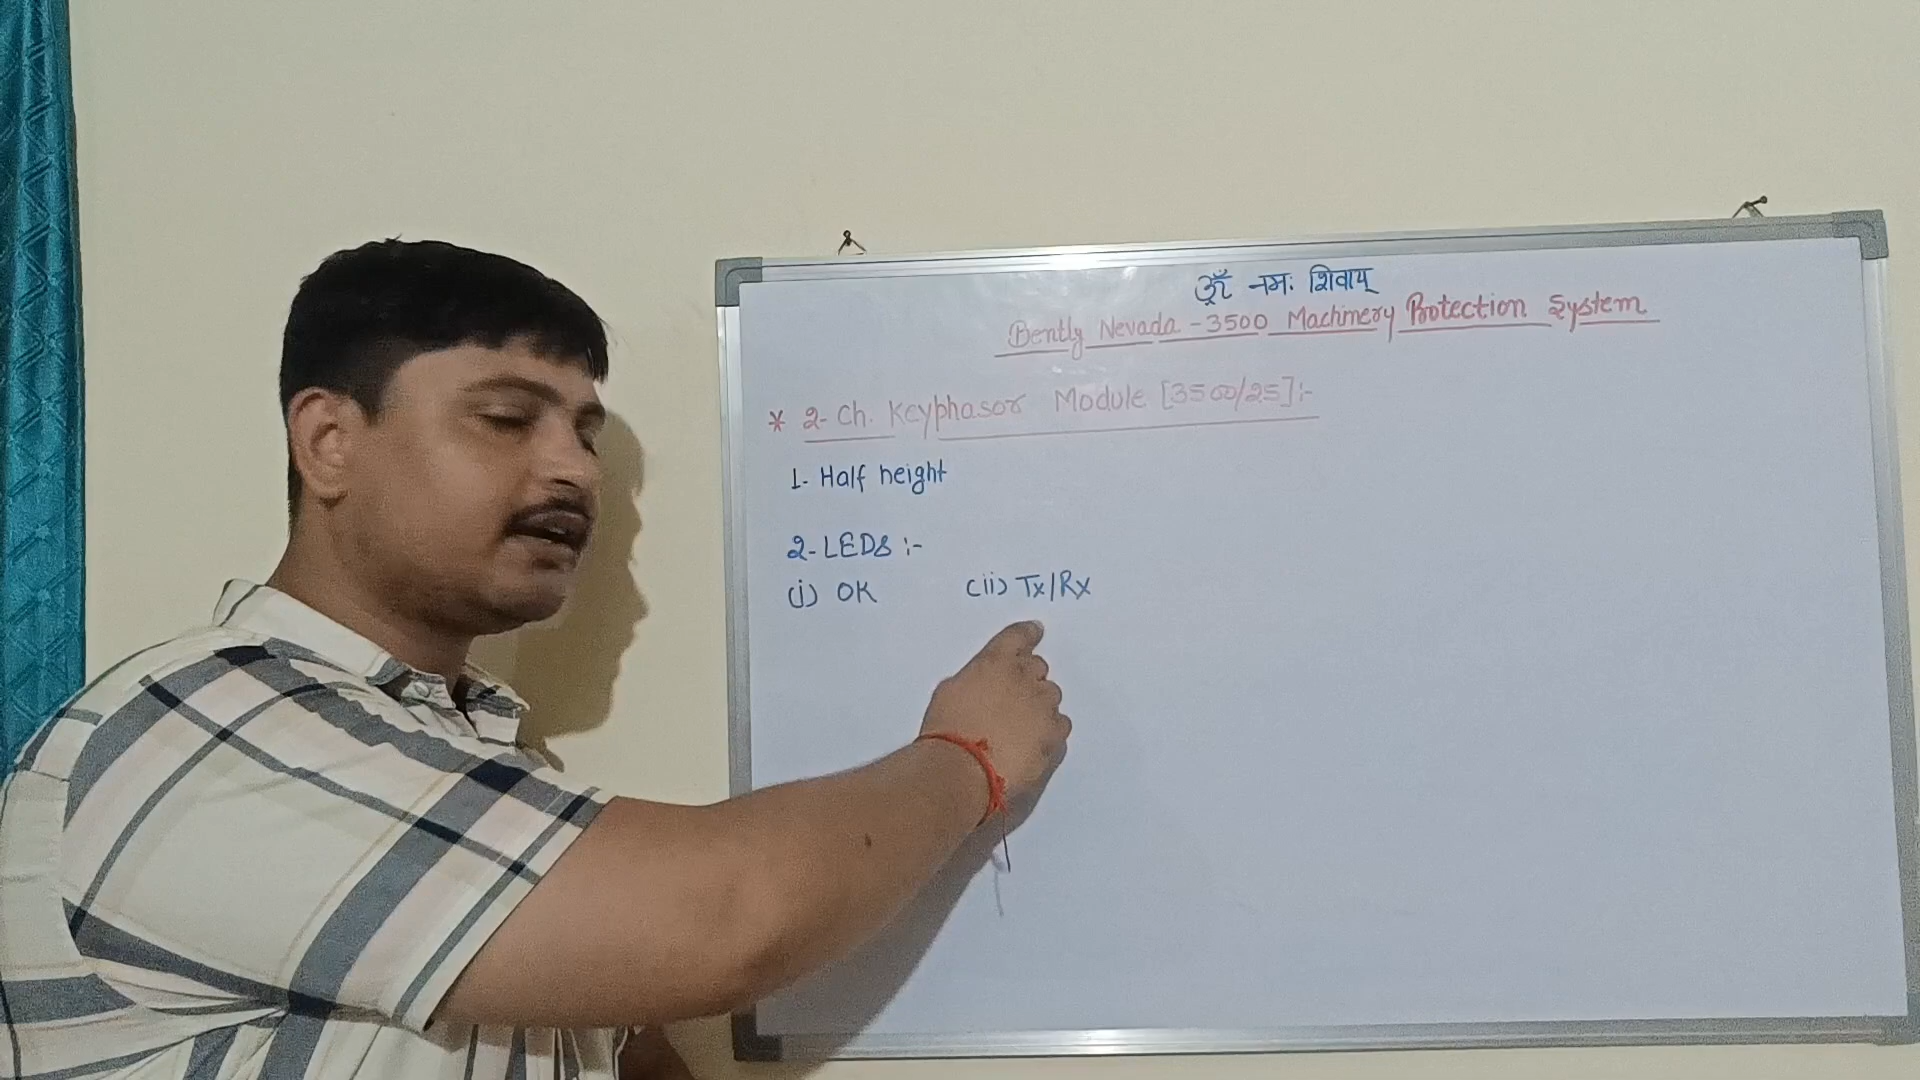 ॐ नमः शिवाय्
Bently Nevada - 3500 Machinery Protection System
* 2- Ch. Keyphasor Module [3500/25]:-
1- Half height
2- LEDS :-
(i) OK (ii) Tx/Rx